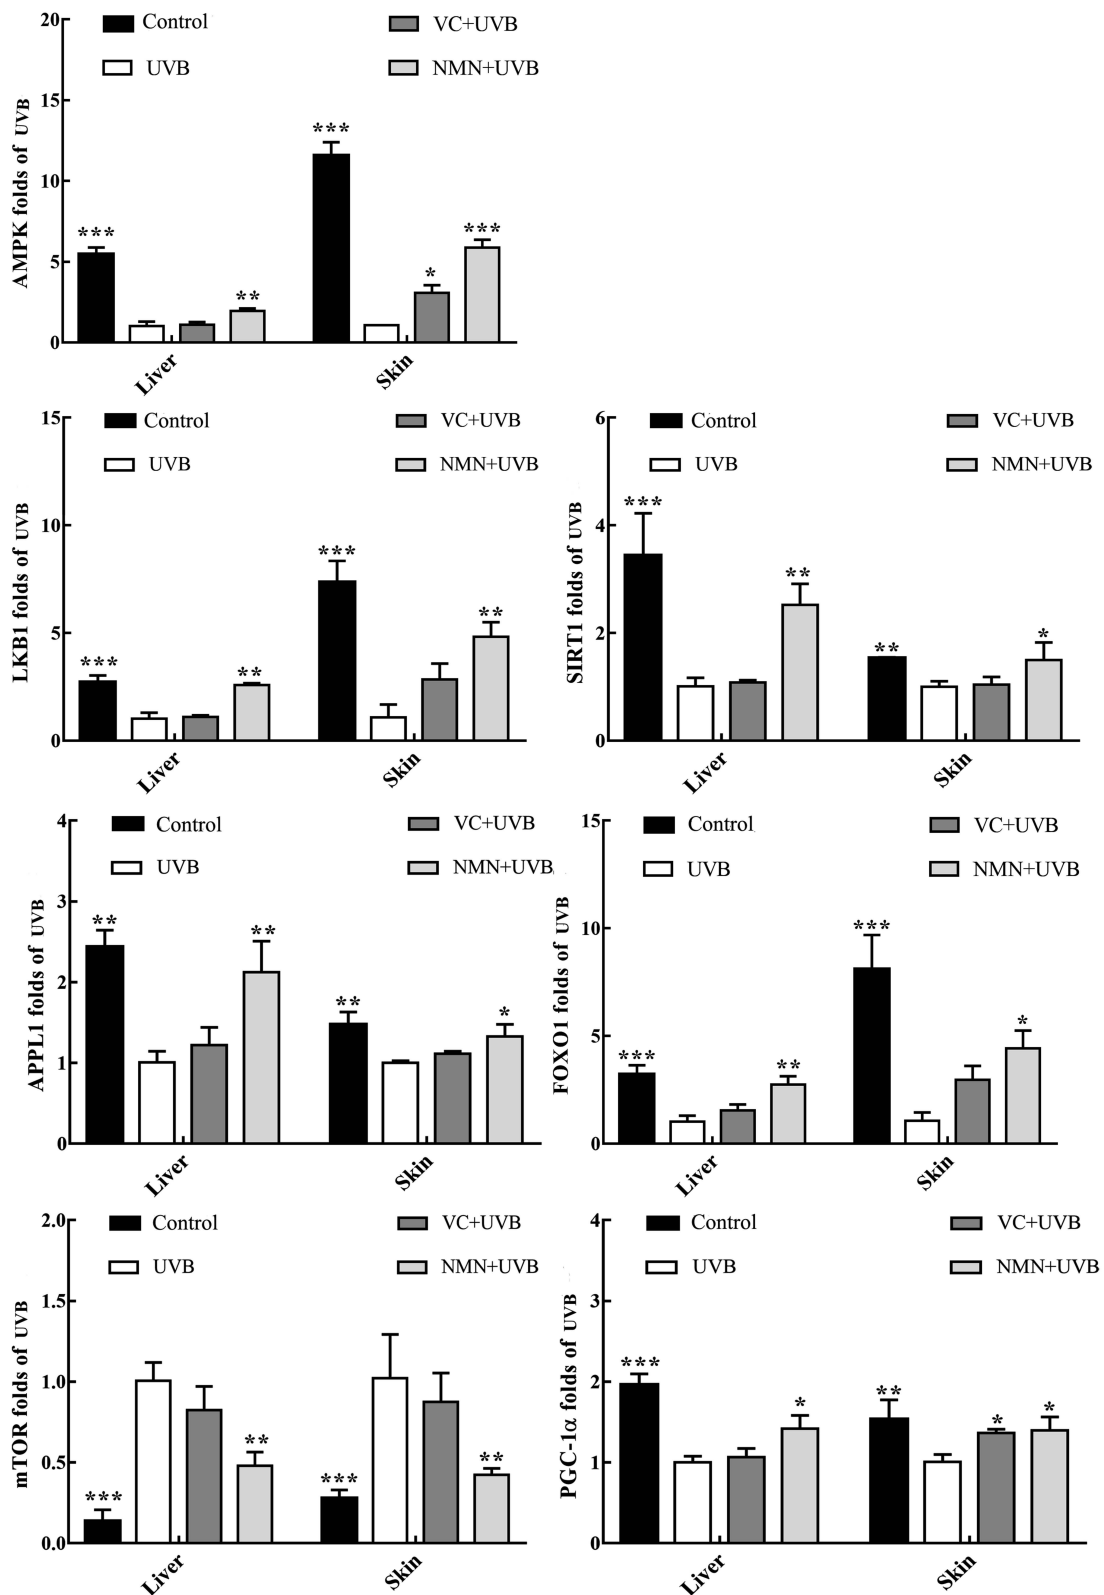 20
Control
VC+UVB
UVB
NMN+UVB
15
10
5
0
AMPK folds of UVB
***
**
***
*
***
Liver
Skin
15
Control
VC+UVB
UVB
NMN+UVB
10
5
0
LKB1 folds of UVB
***
**
***
**
Liver
Skin
6
Control
VC+UVB
UVB
NMN+UVB
4
2
0
SIRT1 folds of UVB
***
**
**
*
Liver
Skin
4
Control
VC+UVB
UVB
NMN+UVB
3
2
1
0
APPL1 folds of UVB
**
**
**
*
Liver
Skin
15
Control
VC+UVB
UVB
NMN+UVB
10
5
0
FOXO1 folds of UVB
***
**
***
*
Liver
Skin
2.0
Control
VC+UVB
UVB
NMN+UVB
1.5
1.0
0.5
0.0
mTOR folds of UVB
***
**
***
**
Liver
Skin
4
Control
VC+UVB
UVB
NMN+UVB
3
2
1
0
PGC-1α folds of UVB
***
*
**
*
*
Liver
Skin